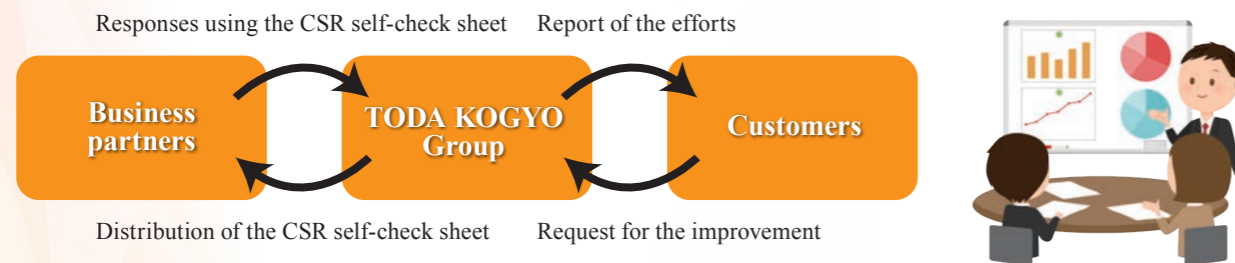 Responses using the CSR self-check sheet
Report of the efforts
Business
partners
TODA KOGYO
Group
Customers
Distribution of the CSR self-check sheet
Request for the improvement